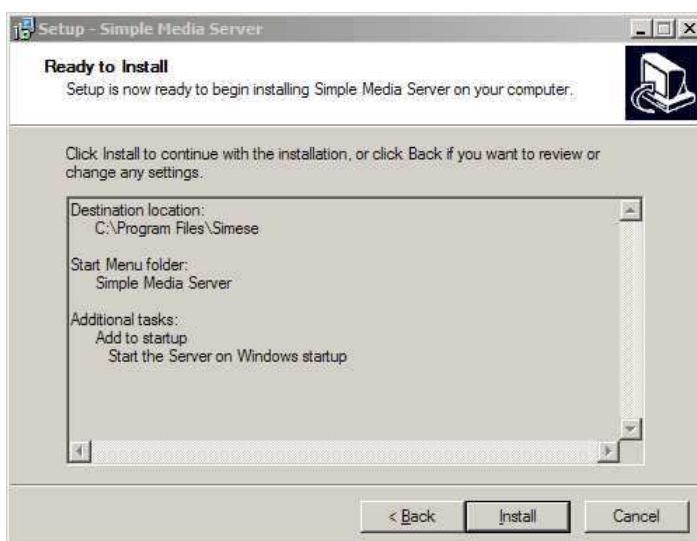 Setup - Simple Media Server
Ready to Install
Setup is now ready to begin installing Simple Media Server on your computer.
Click Install to continue with the installation, or click Back if you want to review or
change any settings.
Destination location:
C:\Program Files\Simese
Start Menu folder:
Simple Media Server
Additional tasks:
Add to startup
Start the Server on Windows startup
< Back
Install
Cancel